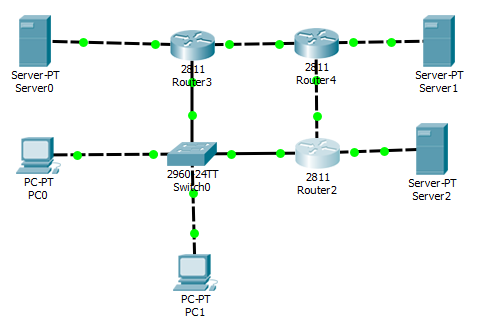 2811
Router3
2811
Router4
Server-PT
Server0
Server-PT
Server1
PC-PT
PC0
2960-24TT
Switch0
2811
Router2
Server-PT
Server2
PC-PT
PC1